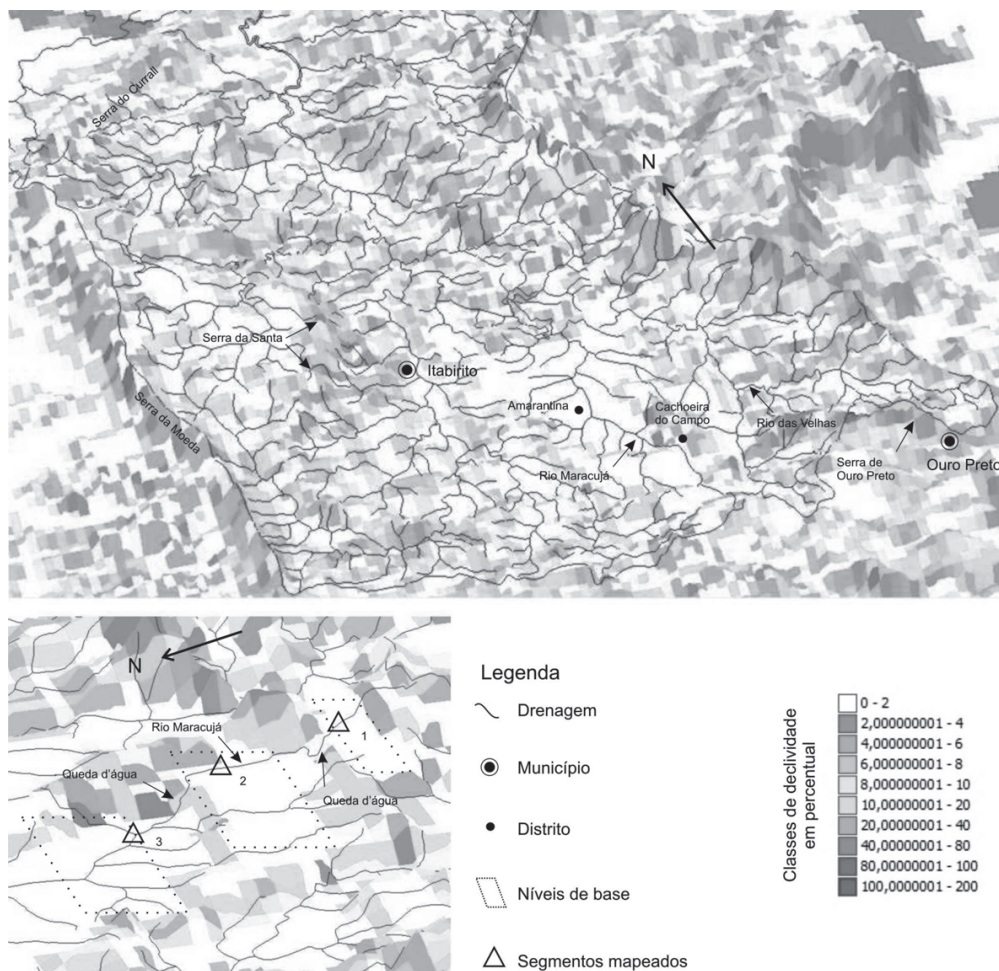 Serra do Currall
N
Serra da Santa
Itabirito
Serra da Moeda
Amarantina
Cachoeira
do Campo
Rio das Velhas
Rio Maracujá
Serra de
Ouro Preto
Ouro Preto
N
Rio Maracujá
1
2
Queda d'água
Queda d'água
3
Legenda
Drenagem
Município
Distrito
Níveis de base
Segmentos mapeados
Classes de declividade
em percentual
0 - 2
2,000000001 - 4
4,000000001 - 6
6,000000001 - 8
8,000000001 - 10
10,00000001 - 20
20,00000001 - 40
40,00000001 - 80
80,00000001 - 100
100,0000001 - 200